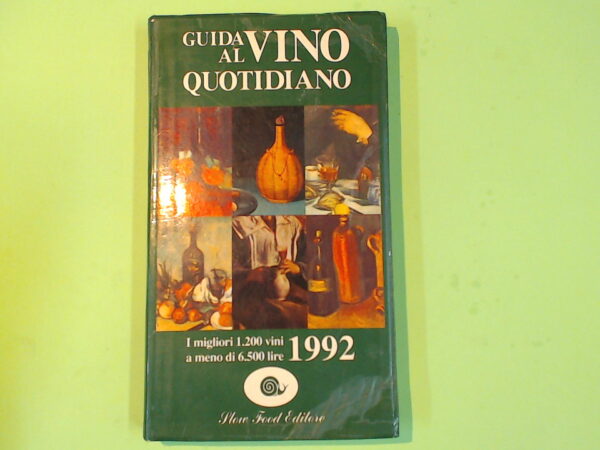 GUIDA AL VINO
QUOTIDIANO
I migliori 1.200 vini
a meno di 6.500 lire 1992
Slow Food Editore